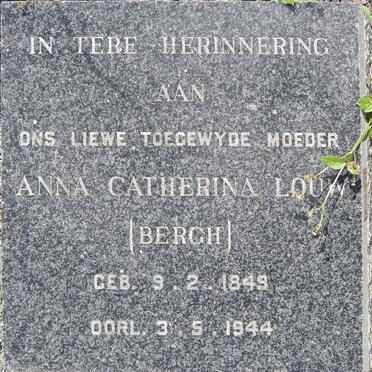 IN TERE HERINNERING
AAN
ONS LIEWE TOEGEWYDE MOEDER
ANNA CATHERINA LOUW
(BERGH)
GEB. 9.2.1849
OORL. 3.5.1944